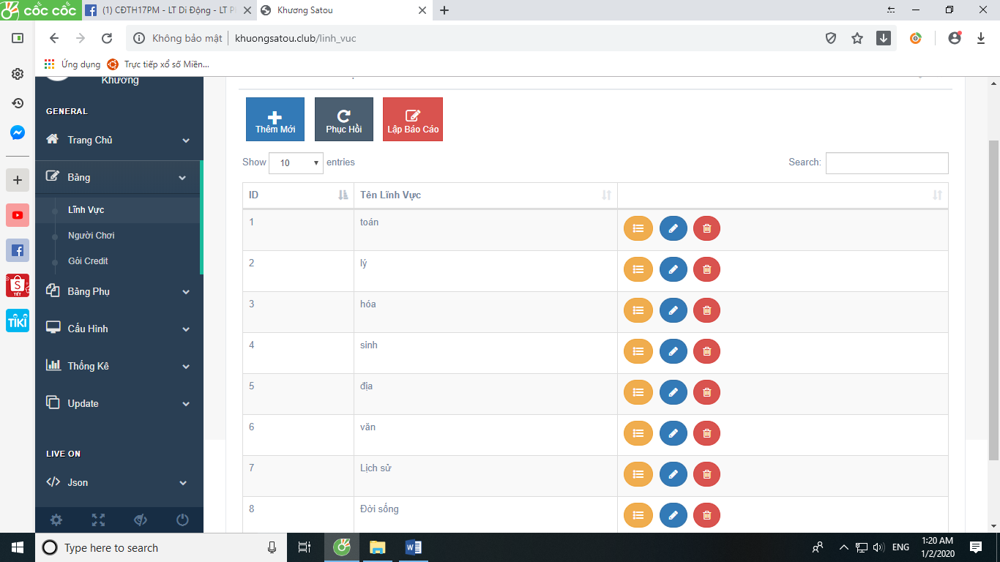 cốc cốc
(1) CĐTH17PM - LT Di Động - LT P
Khương Satou
Không bảo mật
khuongsatou.club/linh_vuc
Ứng dụng
Trực tiếp xổ số Miền...
Khương
GENERAL
Trang Chủ
Bảng
Lĩnh Vực
Người Chơi
Gói Credit
Bảng Phụ
Cấu Hình
Thống Kê
Update
LIVE ON
Json
TẾT
TIKI
Thêm Mới
Phục Hồi
Lập Báo Cáo
Show 10 entries
Search:
ID Tên Lĩnh Vực
1 toán
2 lý
3 hóa
4 sinh
5 địa
6 văn
7 Lịch sử
8 Đời sống
Type here to search
ENG
1:20 AM
1/2/2020